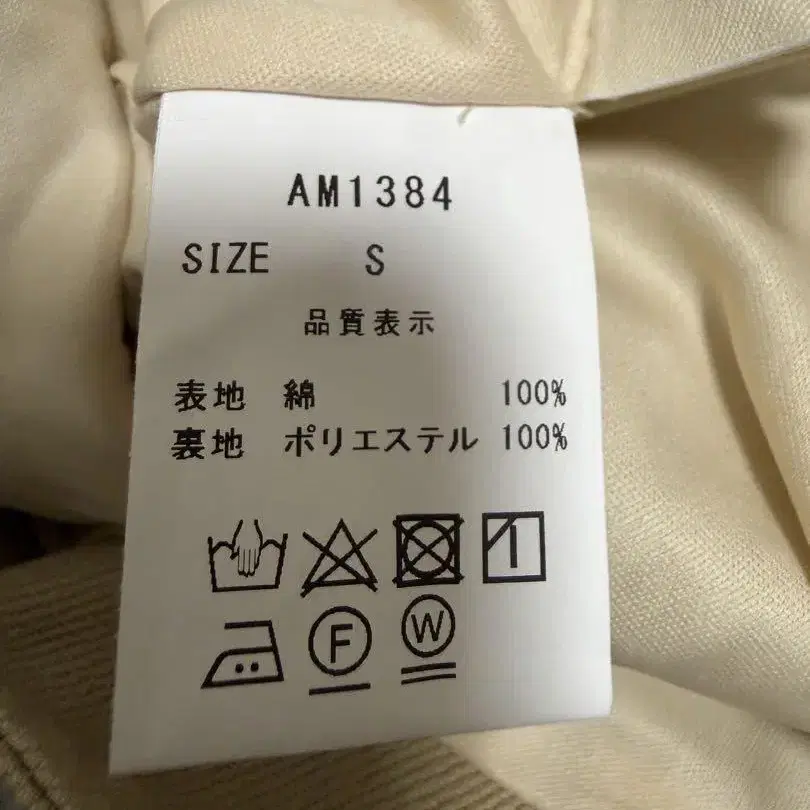 AM1384
SIZE S
品質表示
表地 綿 100%
裏地 ポリエステル 100%
F W